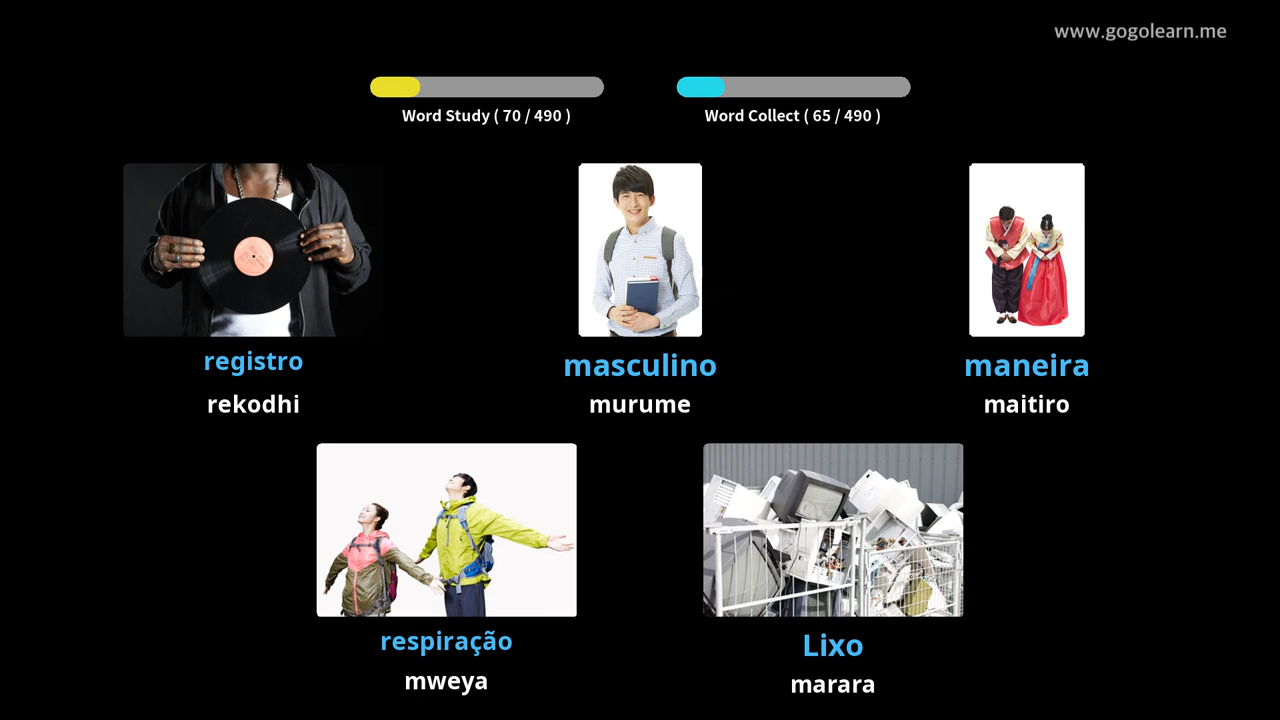 www.gogolearn.me
Word Study ( 70 / 490 )
Word Collect ( 65 / 490 )
registro
rekodhi
masculino
murume
maneira
maitiro
respiração
mweya
Lixo
marara